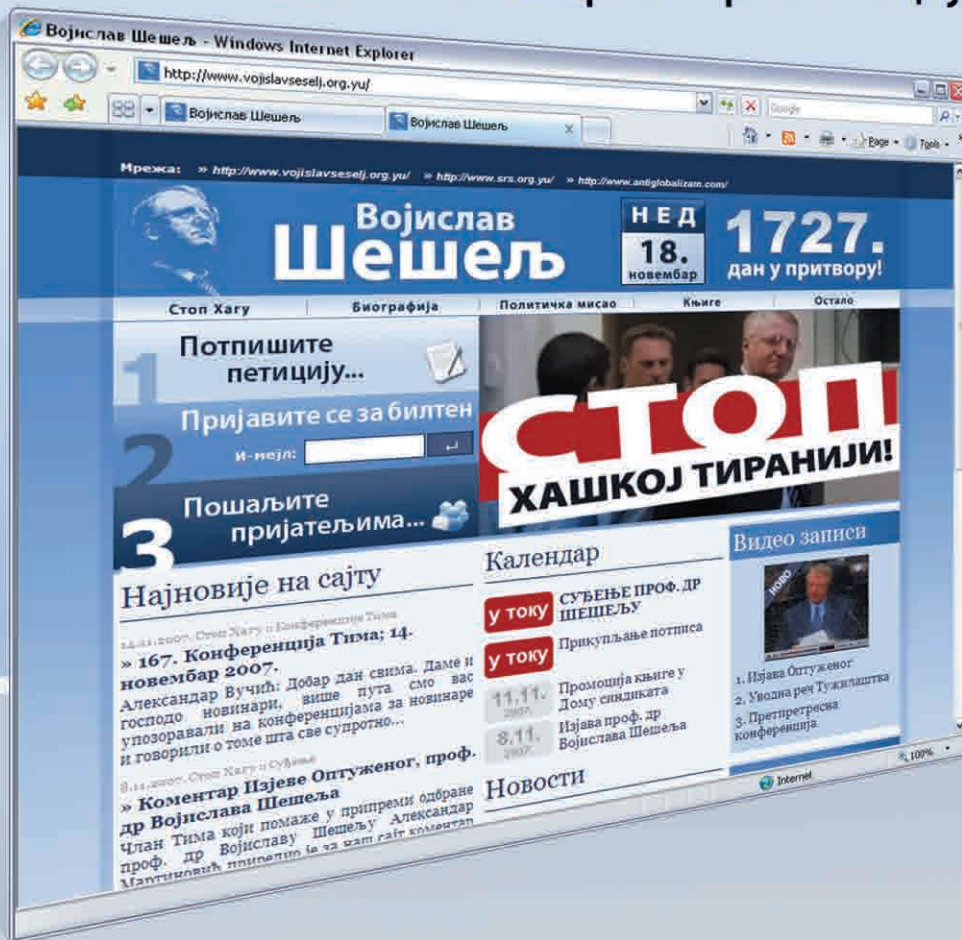 Војислав Шешељ - Windows Internet Explorer
http://www.vojislavseselj.org.yu/
Google
Војислав Шешељ
Војислав Шешељ
Page
Tools
Мрежа: » http://www.vojislavseselj.org.yu/ » http://www.srs.org.yu/ » http://www.antiglobalizam.com/
Војислав
Шешељ
НЕД
18.
новембар
1727.
дан у притвору!
Стоп Хагу
Биографија
Политичка мисао
Књиге
Остало
1
Потпишите
петицију...
2
Пријавите се за билтен
И-мејл:
3
Пошаљите
пријатељима...
СТОП
ХАШКОЈ ТИРАНИЈИ!
Најновије на сајту
14.11.2007. Стоп Хагу :: Конференције Тима
» 167. Конференција Тима; 14.
новембар 2007.
Александар Вучић: Добар дан свима. Даме и
господо новинари, више пута смо вас
упозоравали на конференцијама за новинаре
и говорили о томе шта све супротно...
8.11.2007. Стоп Хагу :: Суђење
» Коментар Изјеве Оптуженог, проф.
др Војислава Шешеља
Члан Тима који помаже у припреми одбране
проф. др Војиславу Шешељу Александар
Мартиновић приредио је за наш сајт коментар
Календар
у току
СУЂЕЊЕ ПРОФ. ДР
ШЕШЕЉУ
у току
Прикупљање потписа
11.11.
2007.
Промоција књиге у
Дому синдиката
8.11.
2007.
Изјава проф. др
Војислава Шешеља
Новости
Видео записи
НОВО
1. Изјава Оптуженог
2. Уводна реч Тужилаштва
3. Претпретресна
конференција
Internet
100%